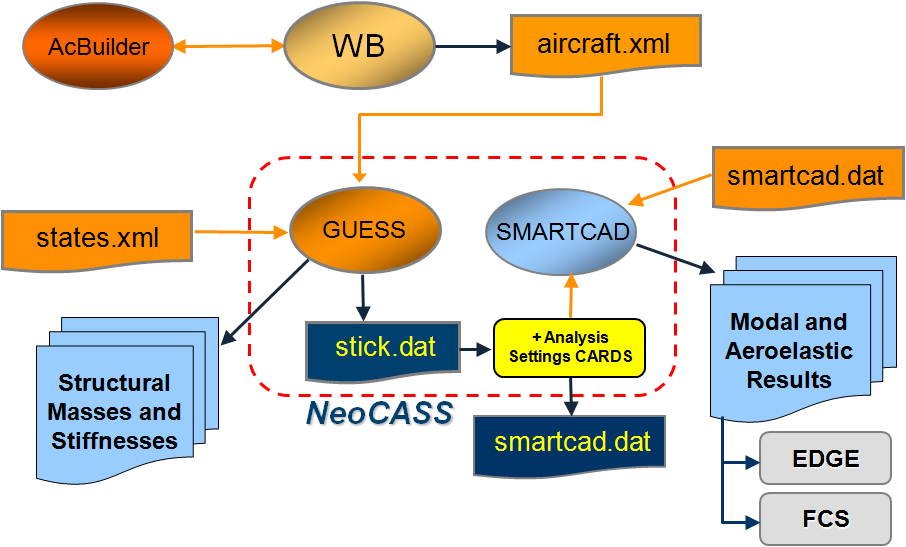 AcBuilder
WB
aircraft.xml
smartcad.dat
states.xml
GUESS
SMARTCAD
stick.dat
+ Analysis
Settings CARDS
NeoCASS
smartcad.dat
Structural
Masses and
Stiffnesses
Modal and
Aeroelastic
Results
EDGE
FCS